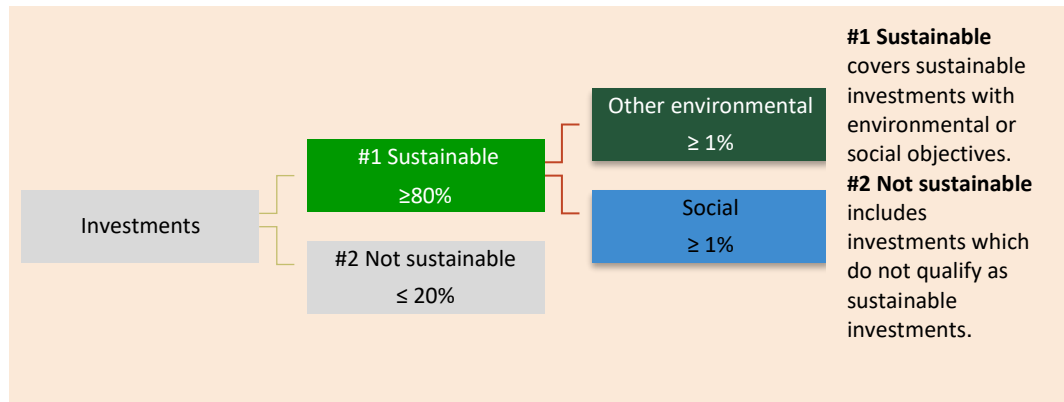 Investments
#1 Sustainable
≥80%
#2 Not sustainable
≤ 20%
Other environmental
≥ 1%
Social
≥ 1%
#1 Sustainable
covers sustainable
investments with
environmental or
social objectives.
#2 Not sustainable
includes
investments which
do not qualify as
sustainable
investments.